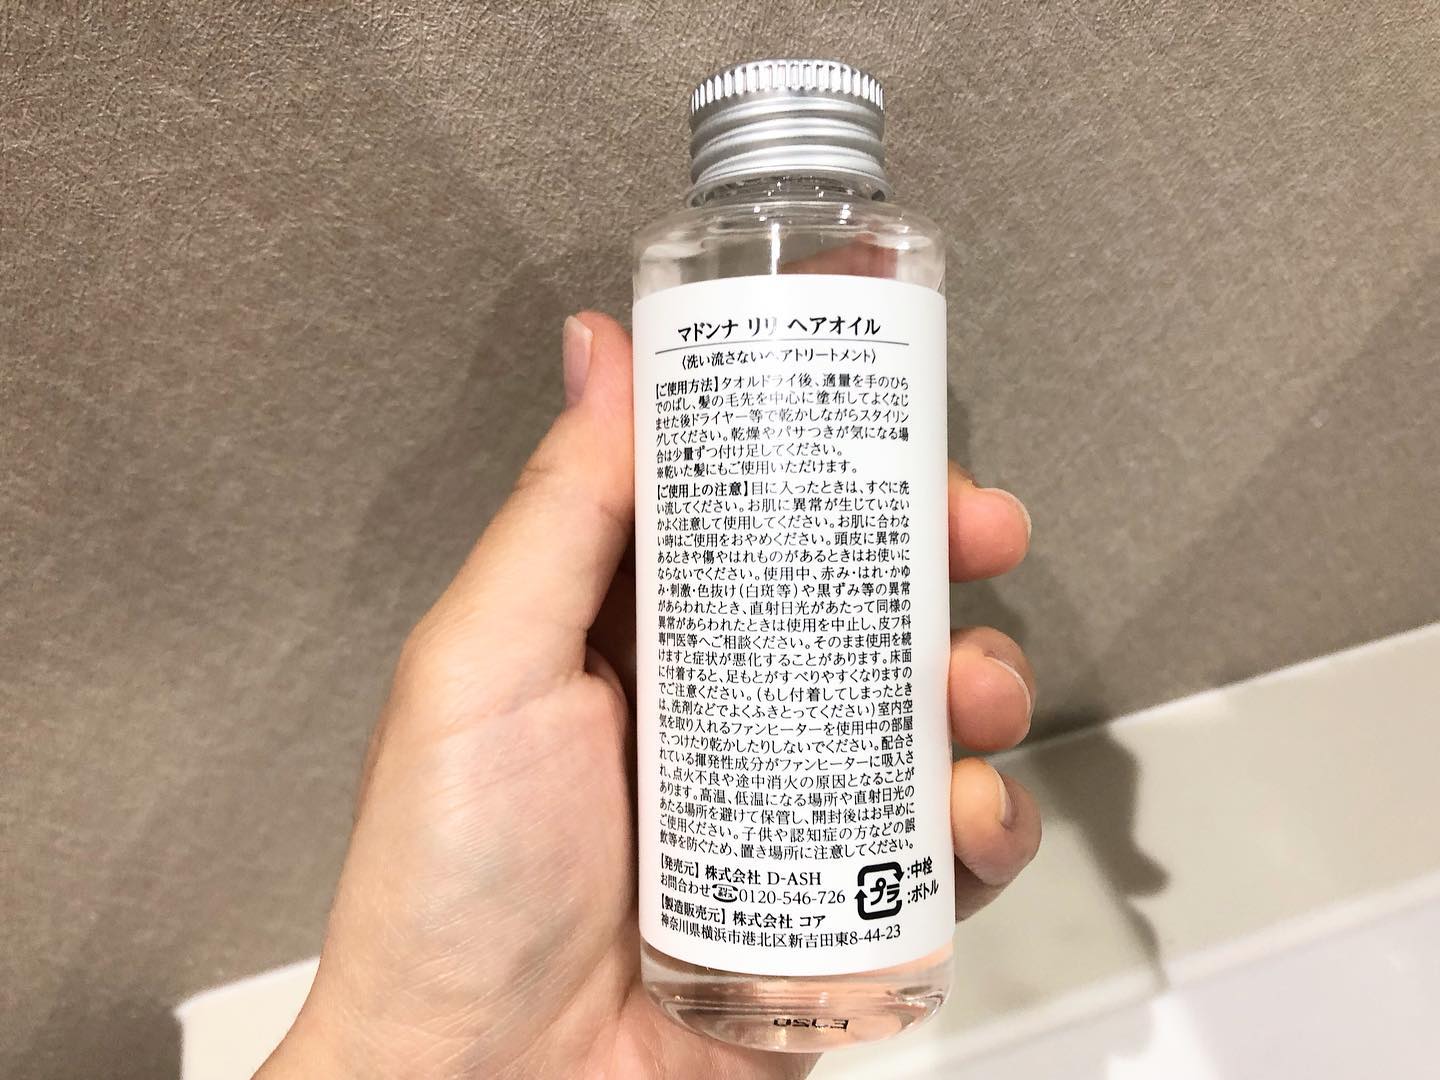 マドンナ リリ ヘアオイル
〈洗い流さないヘアトリートメント〉
【ご使用方法】タオルドライ後、適量を手のひら
でのばし、髪の毛先を中心に塗布してよくなじ
ませた後ドライヤー等で乾かしながらスタイリン
グしてください。乾燥やパサつきが気になる場
合は少量ずつ付け足してください。
※乾いた髪にもご使用いただけます。
【ご使用上の注意】目に入ったときは、すぐに洗
い流してください。お肌に異常が生じていない
かよく注意して使用してください。お肌に合わな
い時はご使用をおやめください。頭皮に異常の
あるときや傷やはれものがあるときはお使いに
ならないでください。使用中、赤み・はれ・かゆ
み・刺激・色抜け(白斑等)や黒ずみ等の異常
があらわれたとき、直射日光があたって同様の
異常があらわれたときは使用を中止し、皮フ科
専門医等へご相談ください。そのまま使用を続
けますと症状が悪化することがあります。床面
に付着すると、足もとがすべりやすくなりますの
でご注意ください。(もし付着してしまったとき
は、洗剤などでよくふきとってください)室内空
気を取り入れるファンヒーターを使用中の部屋
で、つけたり乾かしたりしないでください。配合さ
れている揮発性成分がファンヒーターに吸入さ
れ、点火不良や途中消火の原因となることが
あります。高温、低温になる場所や直射日光の
あたる場所を避けて保管し、開封後はお早めに
ご使用ください。子供や認知症の方などの誤
飲等を防ぐため、置き場所に注意してください。
【発売元】株式会社 D-ASH
お問合わせ 0120-546-726
【製造販売元】株式会社 コア
神奈川県横浜市港北区新吉田東8-44-23
プラ
:中栓
:ボトル